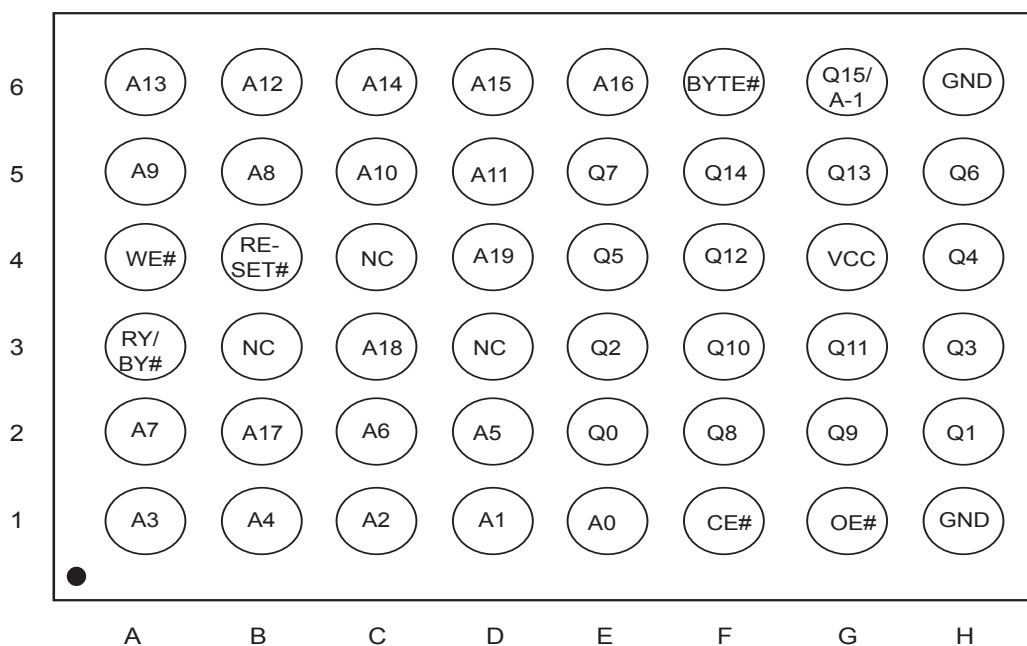 6 A13 A12 A14 A15 A16 BYTE# Q15/ GND
A-1
5 A9 A8 A10 A11 Q7 Q14 Q13 Q6
4 WE# RE- NC A19 Q5 Q12 VCC Q4
SET#
3 RY/ NC A18 NC Q2 Q10 Q11 Q3
BY#
2 A7 A17 A6 A5 Q0 Q8 Q9 Q1
1 A3 A4 A2 A1 A0 CE# OE# GND
A B C D E F G H